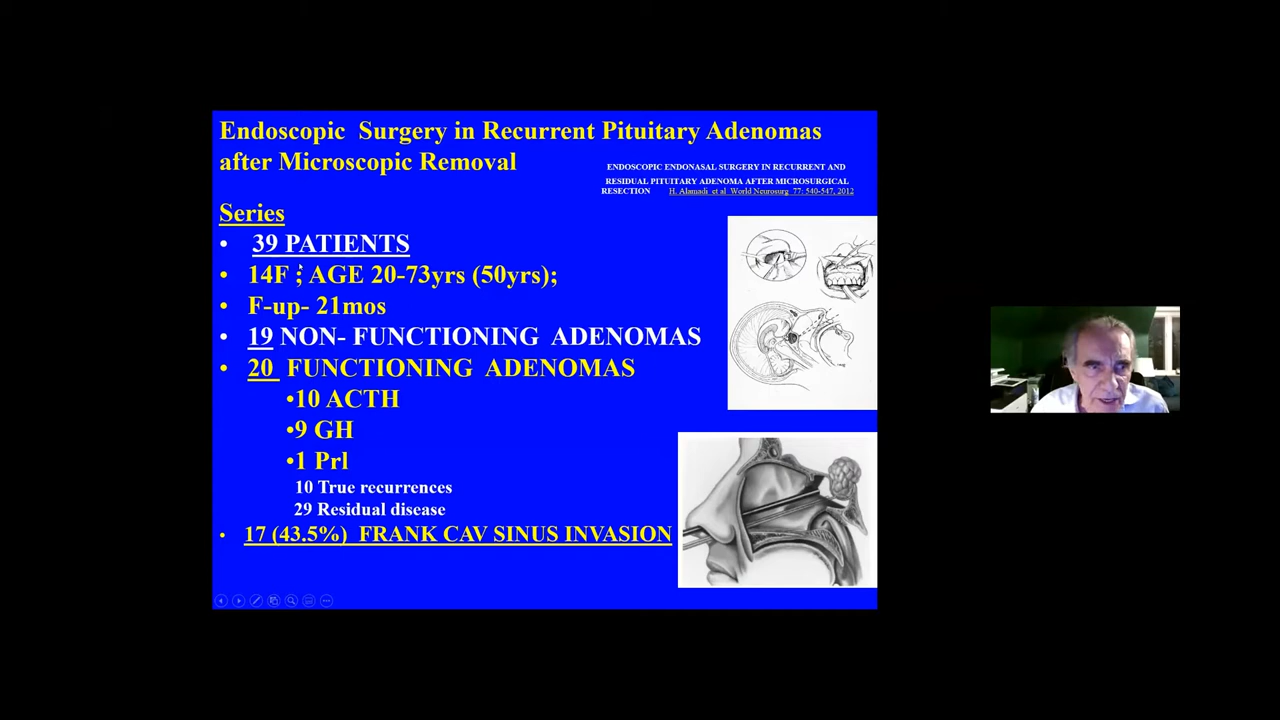 Endoscopic Surgery in Recurrent Pituitary Adenomas
after Microscopic Removal
ENDOSCOPIC ENDONASAL SURGERY IN RECURRENT AND
RESIDUAL PITUITARY ADENOMA AFTER MICROSURGICAL
RESECTION H. Alamadi et al World Neurosurg 77: 540-547, 2012
Series
• 39 PATIENTS
• 14F ; AGE 20-73yrs (50yrs);
• F-up- 21mos
• 19 NON- FUNCTIONING ADENOMAS
• 20 FUNCTIONING ADENOMAS
•10 ACTH
•9 GH
•1 Prl
10 True recurrences
29 Residual disease
• 17 (43.5%) FRANK CAV SINUS INVASION